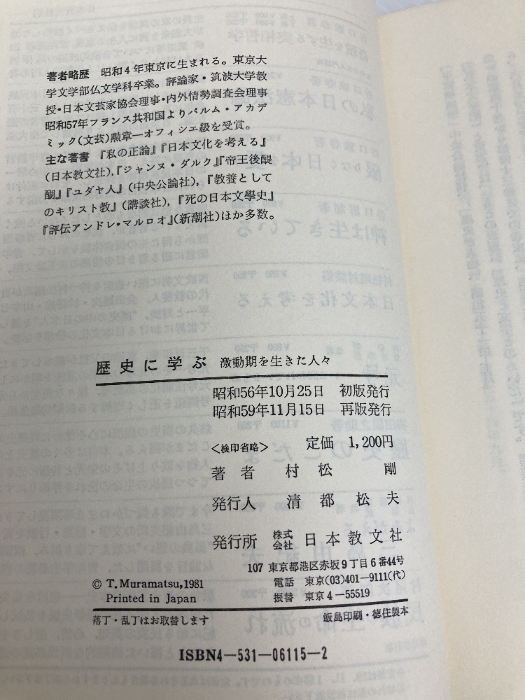 著者略歴 昭和4年東京に生まれる。東京大
学文学部仏文学科卒業。評論家・筑波大学教
授・日本文芸家協会理事・内外情勢調査会理事
昭和57年フランス共和国よりパルム・アカデ
ミック(文芸)勲章―オフィシエ級を受賞。
主な著書 『私の正論』『日本文化を考える』
(日本教文社),『ジャンヌ・ダルク』『帝王後醍
醐』『ユダヤ人』(中央公論社),『教養として
のキリスト教』(講談社),『死の日本文學史』
『評伝アンドレ・マルロオ』(新潮社)ほか多数。
歴史に学ぶ 激動期を生きた人々
昭和56年10月25日 初版発行
昭和59年11月15日 再版発行
<検印省略> 定価 1,200円
著者 村松 剛
発行人 清都松夫
発行所 株式会社 日本教文社
107 東京都港区赤坂9丁目6番44号
電話 東京(03)401-9111(代)
振替 東京4-55519
© T. Muramatsu,1981
Printed in Japan
落丁・乱丁はお取替します
飯島印刷・徳住製本
ISBN4-531-06115-2